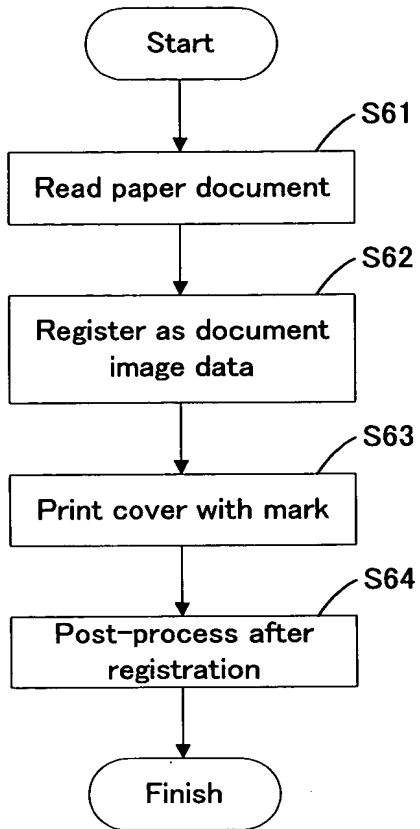 Start
S61
Read paper document
S62
Register as document
image data
S63
Print cover with mark
S64
Post-process after
registration
Finish